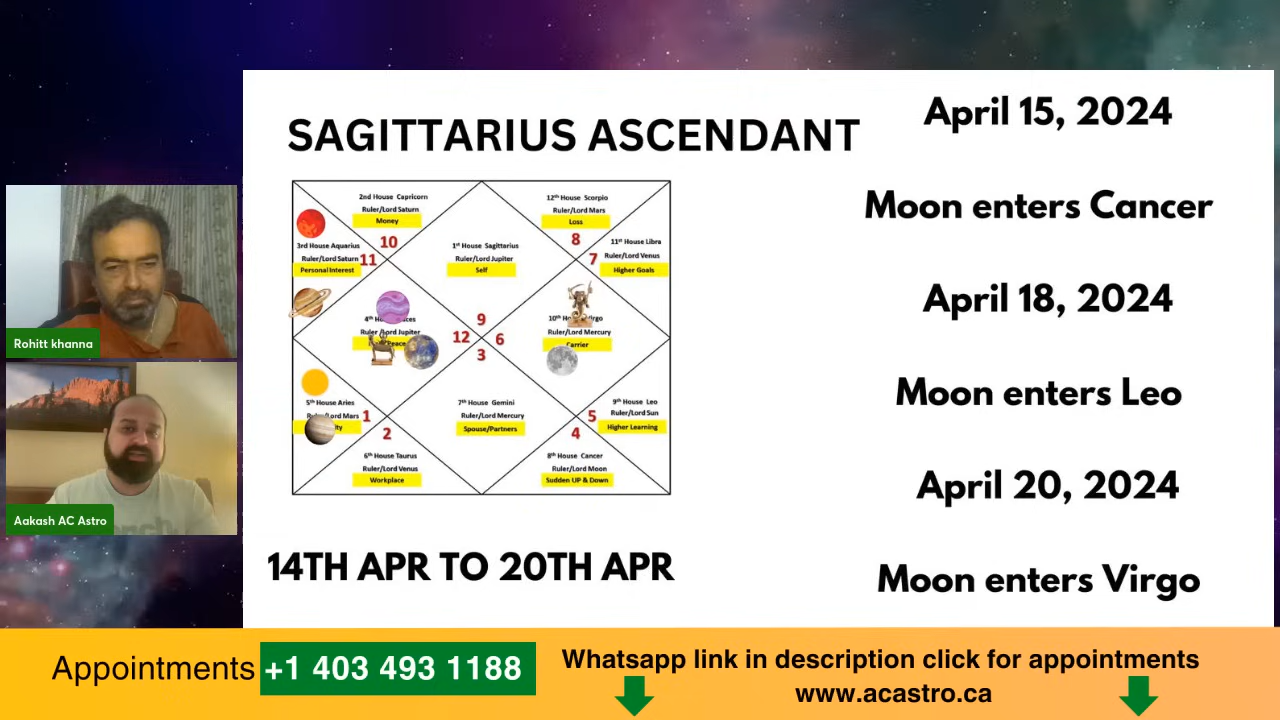 SAGITTARIUS ASCENDANT
April 15, 2024
Moon enters Cancer
April 18, 2024
Moon enters Leo
April 20, 2024
Moon enters Virgo
2nd House Capricorn
Ruler/Lord Saturn
Money
10
12th House Scorpio
Ruler/Lord Mars
Loss
8
3rd House Aquarius
Ruler/Lord Saturn
Personal Interest
11
1st House Sagittarius
Ruler/Lord Jupiter
Self
7
11th House Libra
Ruler/Lord Venus
Higher Goals
9
12
6
3
4th
Ruler/Lord Jupiter
10th
Ruler/Lord Mercury
Carrier
5th House Aries
Lord Mars
1
2
7th House Gemini
Ruler/Lord Mercury
Spouse/Partners
9th House Leo
Ruler/Lord Sun
Higher Learning
5
4
6th House Taurus
Ruler/Lord Venus
Workplace
8th House Cancer
Ruler/Lord Moon
Sudden UP & Down
14TH APR TO 20TH APR
Rohitt khanna
Aakash AC Astro
Appointments +1 403 493 1188
Whatsapp link in description click for appointments
www.acastro.ca